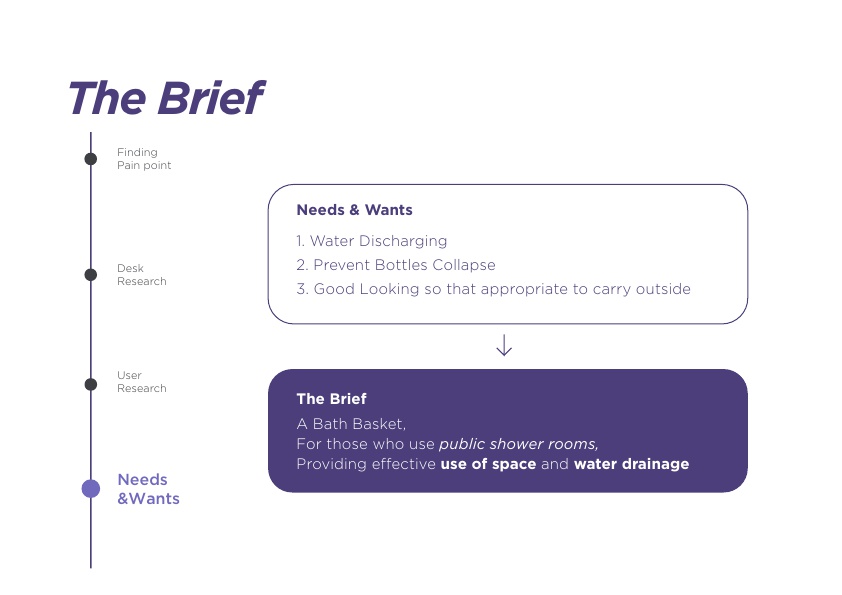 The Brief
Finding
Pain point
Desk
Research
User
Research
Needs
&Wants
Needs & Wants
1. Water Discharging
2. Prevent Bottles Collapse
3. Good Looking so that appropriate to carry outside
The Brief
A Bath Basket,
For those who use public shower rooms,
Providing effective use of space and water drainage